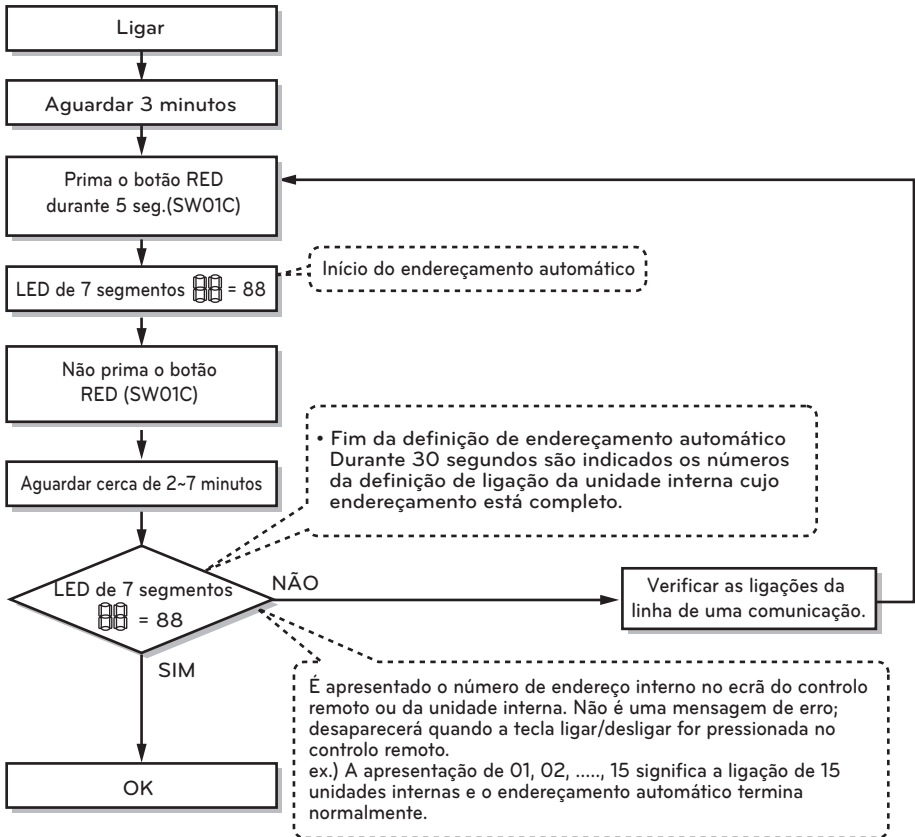 Ligar
Aguardar 3 minutos
Prima o botão RED
durante 5 seg.(SW01C)
LED de 7 segmentos 88 = 88
Início do endereçamento automático
Não prima o botão
RED (SW01C)
• Fim da definição de endereçamento automático
Durante 30 segundos são indicados os números
da definição de ligação da unidade interna cujo
endereçamento está completo.
Aguardar cerca de 2~7 minutos
LED de 7 segmentos
88 = 88
NÃO
Verificar as ligações da
linha de uma comunicação.
SIM
É apresentado o número de endereço interno no ecrã do controlo
remoto ou da unidade interna. Não é uma mensagem de erro;
desaparecerá quando a tecla ligar/desligar for pressionada no
controlo remoto.
ex.) A apresentação de 01, 02, ....., 15 significa a ligação de 15
unidades internas e o endereçamento automático termina
normalmente.
OK